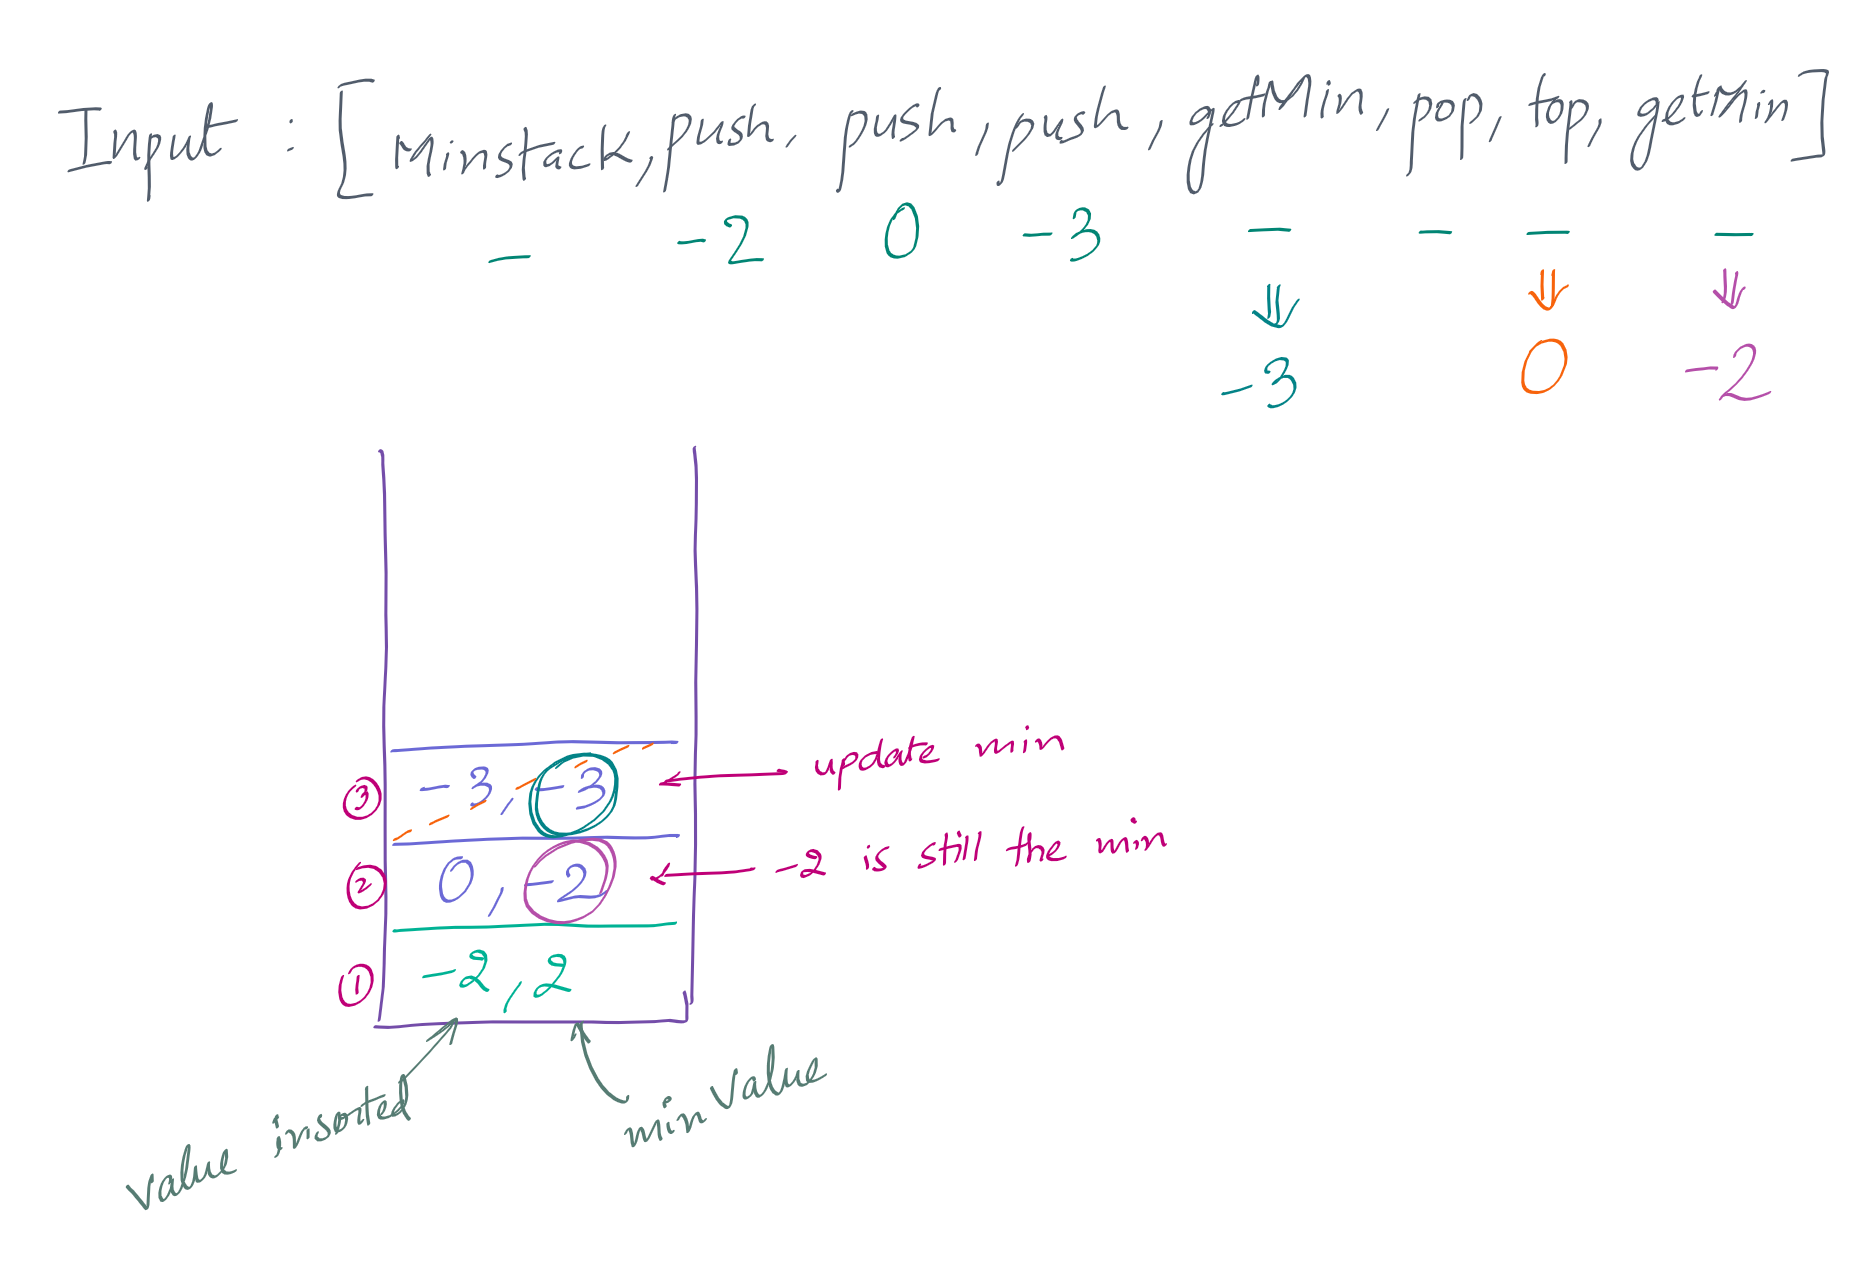 Input : [Minstack, push, push, push, getMin, pop, top, getMin]
- -2 0 -3 - - - -
⇓ ⇓ ⇓
-3 0 -2
③ -3, -3 ← update min
② 0, -2 ← -2 is still the min
① -2, 2
value inserted
min value